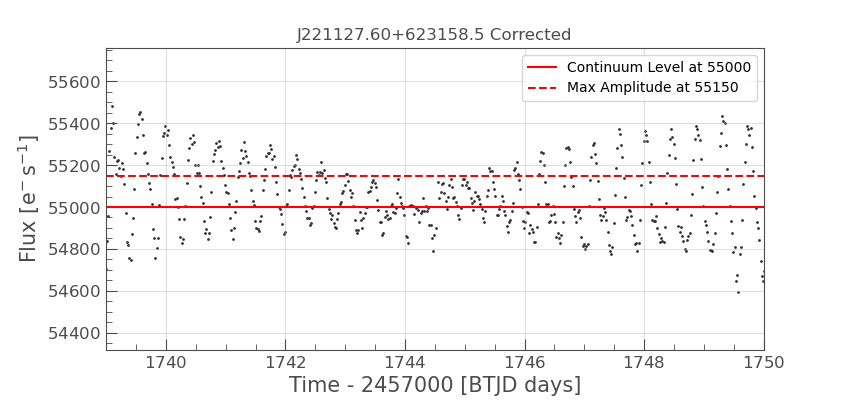 J221127.60+623158.5 Corrected
Continuum Level at 55000
Max Amplitude at 55150
Flux [e⁻ s⁻¹]
55600
55400
55200
55000
54800
54600
54400
1740 1742 1744 1746 1748 1750
Time - 2457000 [BTJD days]